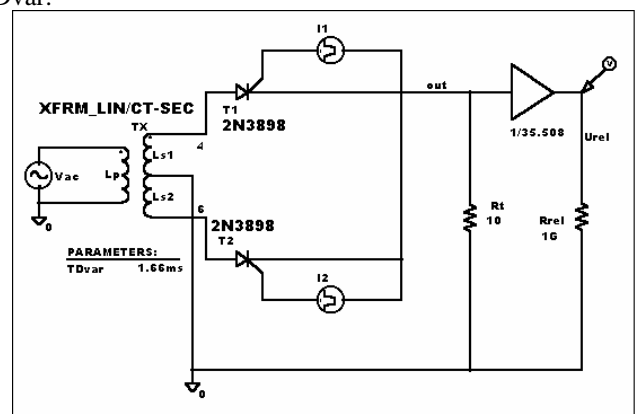 Dvar.
I1
out
XFRM_LIN/CT-SEC
TX
T1
2N3898
4
1/35.508
Urel
Vac
Lp
Ls1
Ls2
6
2N3898
T2
Rt
10
Rrel
1G
PARAMETERS:
TDvar 1.66ms
I2
0
0
V